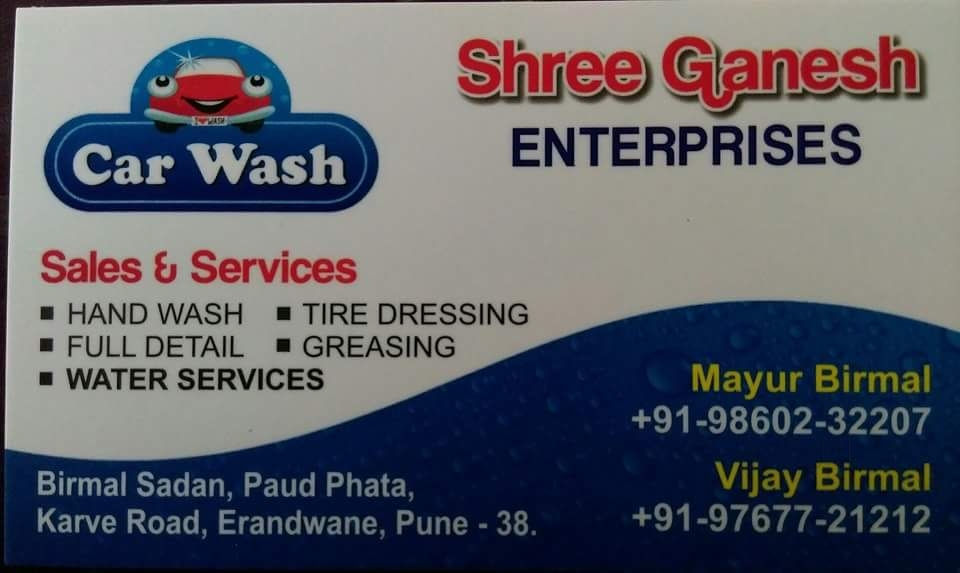 I ♥ WASH
Car Wash
Shree Ganesh
ENTERPRISES
Sales & Services
▪ HAND WASH ▪ TIRE DRESSING
▪ FULL DETAIL ▪ GREASING
▪ WATER SERVICES
Mayur Birmal
+91-98602-32207
Vijay Birmal
+91-97677-21212
Birmal Sadan, Paud Phata,
Karve Road, Erandwane, Pune - 38.